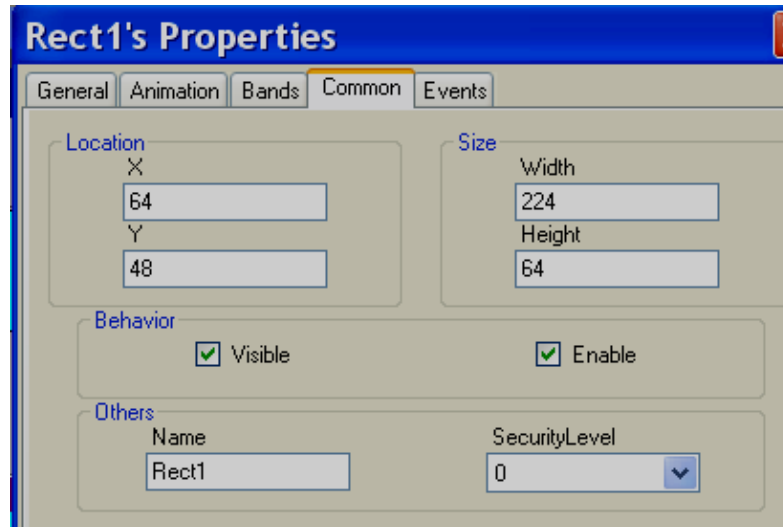 Rect1's Properties
General Animation Bands Common Events
Location Size
X Width
64 224
Y Height
48 64
Behavior
Visible Enable
Others
Name SecurityLevel
Rect1 0